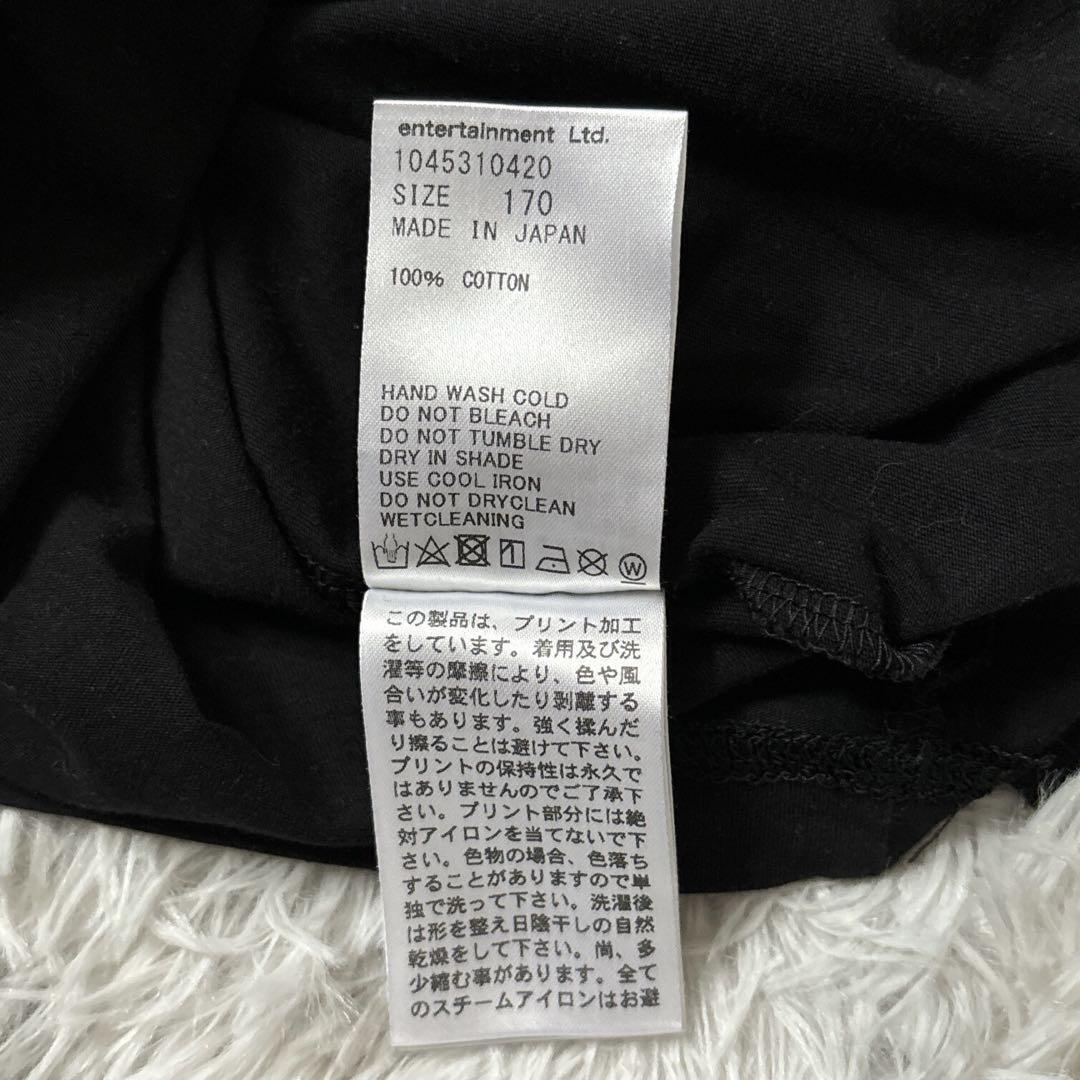 entertainment Ltd.
1045310420
SIZE 170
MADE IN JAPAN
100% COTTON
HAND WASH COLD
DO NOT BLEACH
DO NOT TUMBLE DRY
DRY IN SHADE
USE COOL IRON
DO NOT DRYCLEAN
WETCLEANING
W
この製品は、プリント加工
をしています。着用及び洗
濯等の摩擦により、色や風
合いが変化したり剥離する
事もあります。強く揉んだ
り擦ることは避けて下さい。
プリントの保持性は永久で
はありませんのでご了承下
さい。プリント部分には絶
対アイロンを当てないで下
さい。色物の場合、色落ち
することがありますので単
独で洗って下さい。洗濯後
は形を整え日陰干しの自然
乾燥をして下さい。尚、多
少縮む事があります。全て
のスチームアイロンはお避